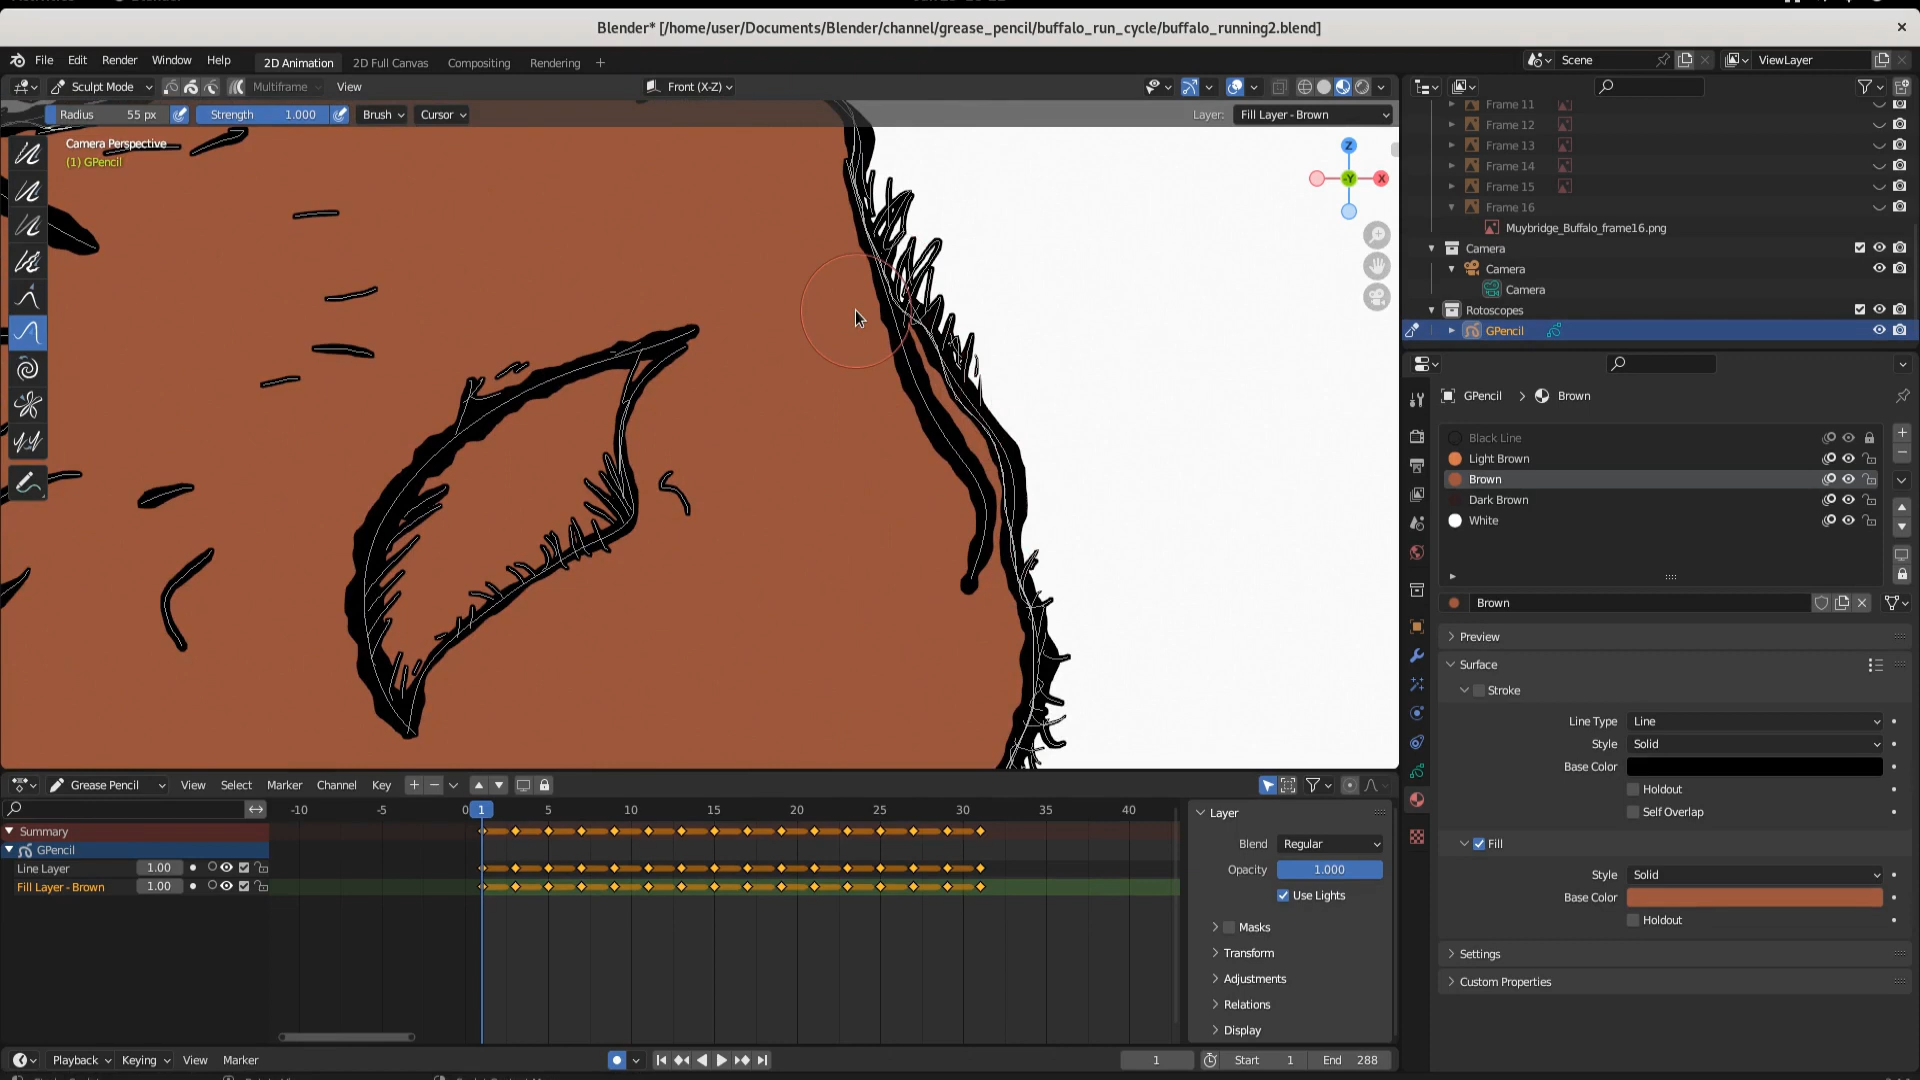 Blender* [/home/user/Documents/Blender/channel/grease_pencil/buffalo_run_cycle/buffalo_running2.blend]
File Edit Render Window Help 2D Animation 2D Full Canvas Compositing Rendering + Scene ViewLayer
Sculpt Mode Multiframe View Front (X-Z)
Radius 55 px Strength 1.000 Brush Cursor Layer: Fill Layer - Brown
Camera Perspective
(1) GPencil
Z
-Y X
Frame 11
Frame 12
Frame 13
Frame 14
Frame 15
Frame 16
Muybridge_Buffalo_frame16.png
Camera
Camera
Camera
Rotoscopes
GPencil
GPencil > Brown
Black Line
Light Brown
Brown
Dark Brown
White
Brown
Preview
Surface
Stroke
Line Type Line
Style Solid
Base Color
Holdout
Self Overlap
Fill
Style Solid
Base Color
Holdout
Settings
Custom Properties
Grease Pencil View Select Marker Channel Key
-10 -5 0 1 5 10 15 20 25 30 35 40
Summary
GPencil
Line Layer 1.00
Fill Layer - Brown 1.00
Layer
Blend Regular
Opacity 1.000
Use Lights
Masks
Transform
Adjustments
Relations
Display
Playback Keying View Marker 1 Start 1 End 288